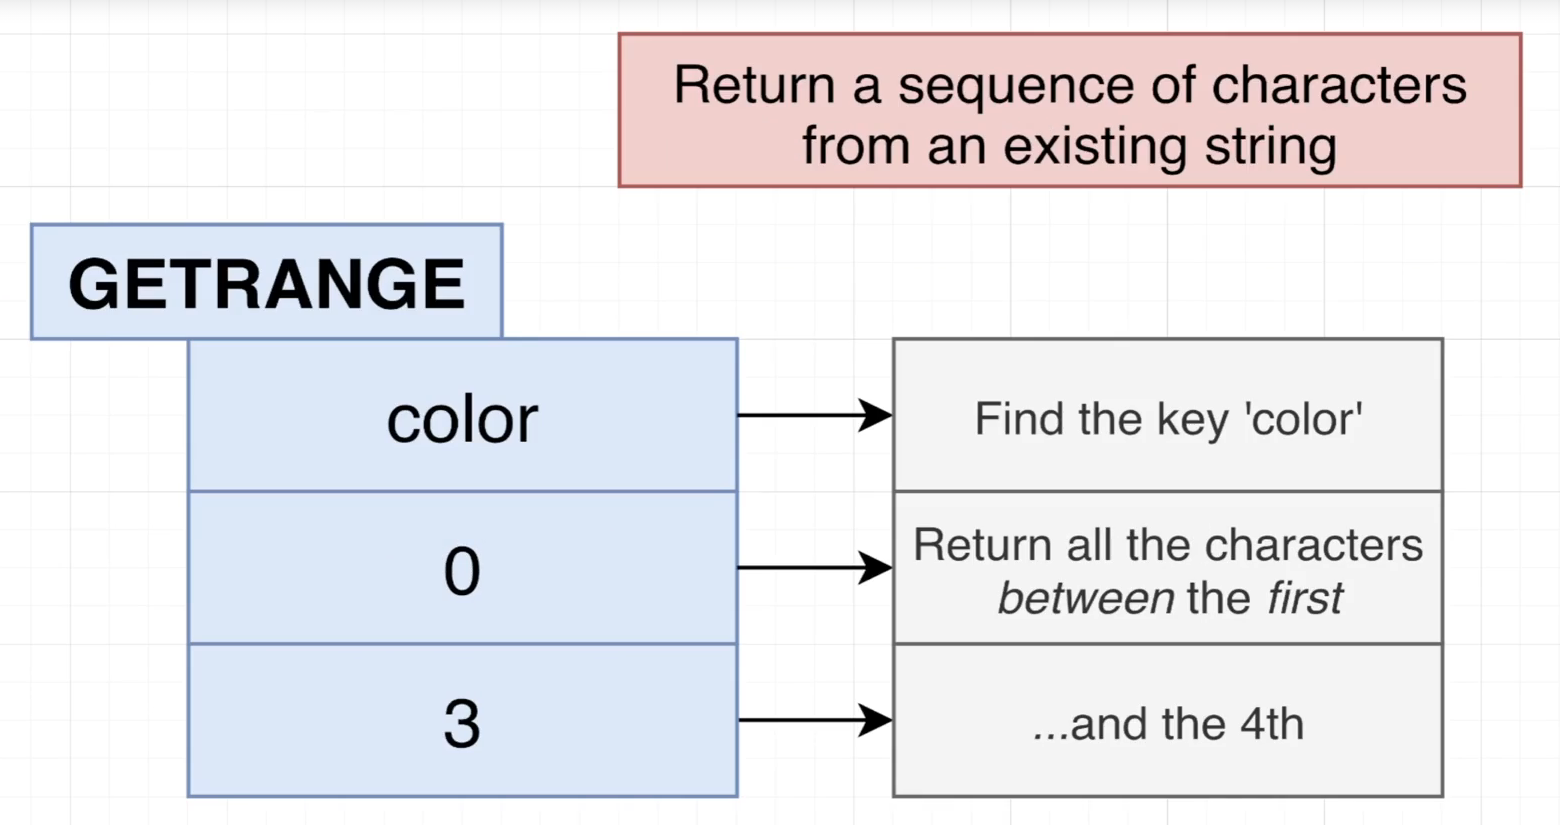 Return a sequence of characters
from an existing string
GETRANGE
color
Find the key 'color'
0
Return all the characters
between the first
3
...and the 4th